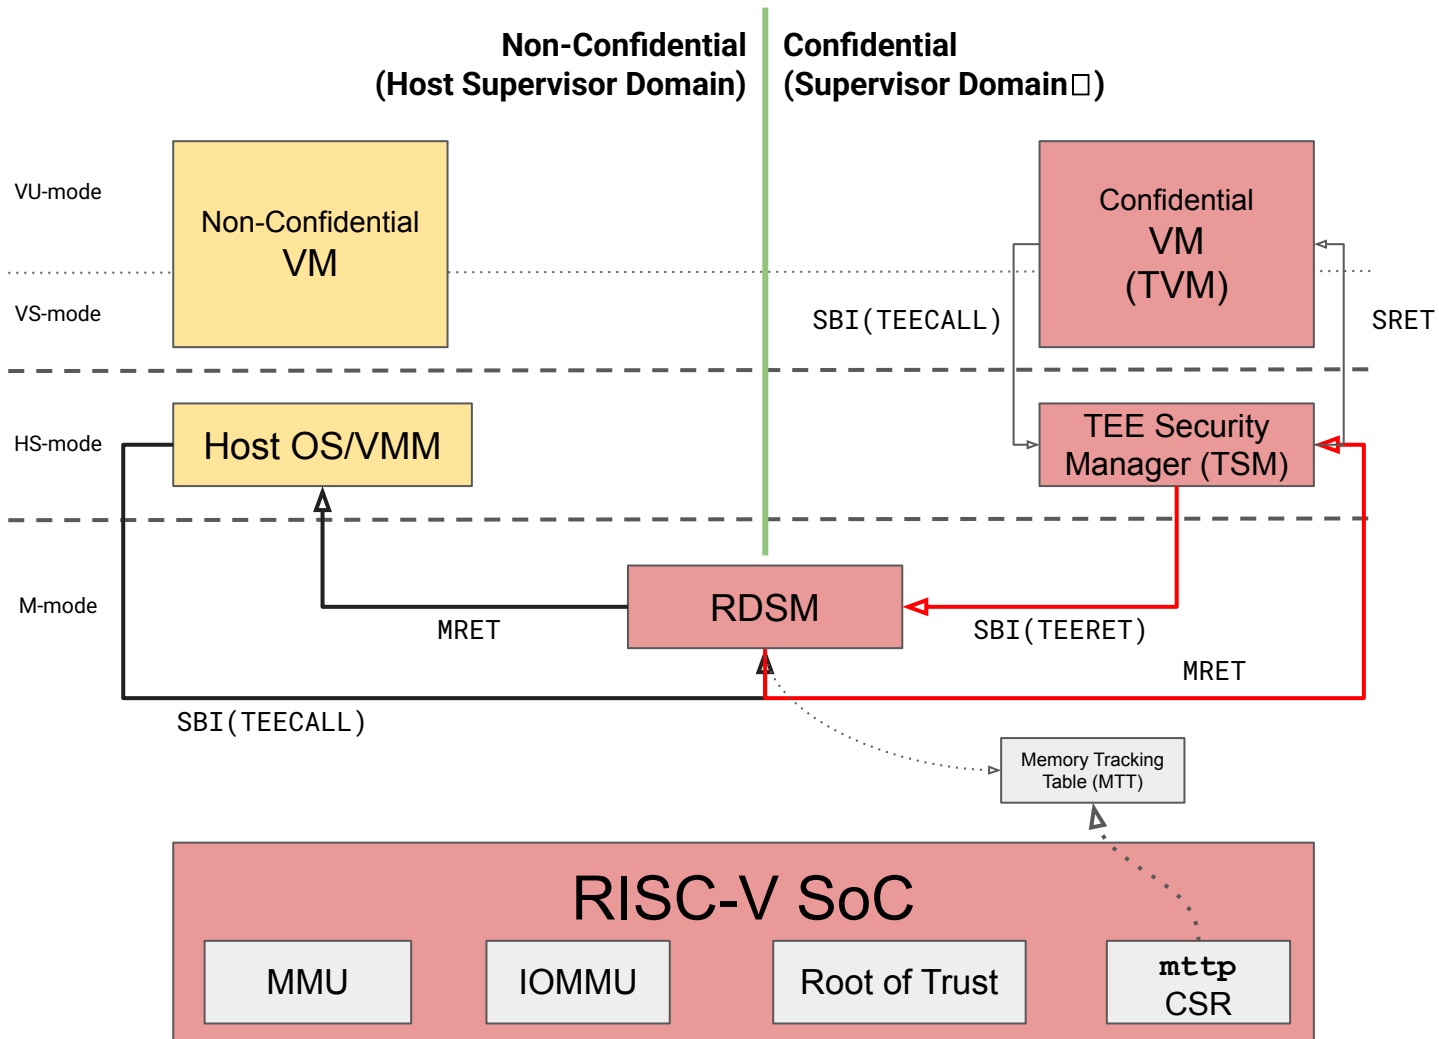 Non-Confidential
(Host Supervisor Domain)
Confidential
(Supervisor Domain□)
VU-mode
Non-Confidential
VM
Confidential
VM
(TVM)
VS-mode
SBI(TEECALL)
SRET
HS-mode
Host OS/VMM
TEE Security
Manager (TSM)
M-mode
RDSM
MRET
SBI(TEERET)
MRET
SBI(TEECALL)
Memory Tracking
Table (MTT)
RISC-V SoC
MMU
IOMMU
Root of Trust
mttp
CSR